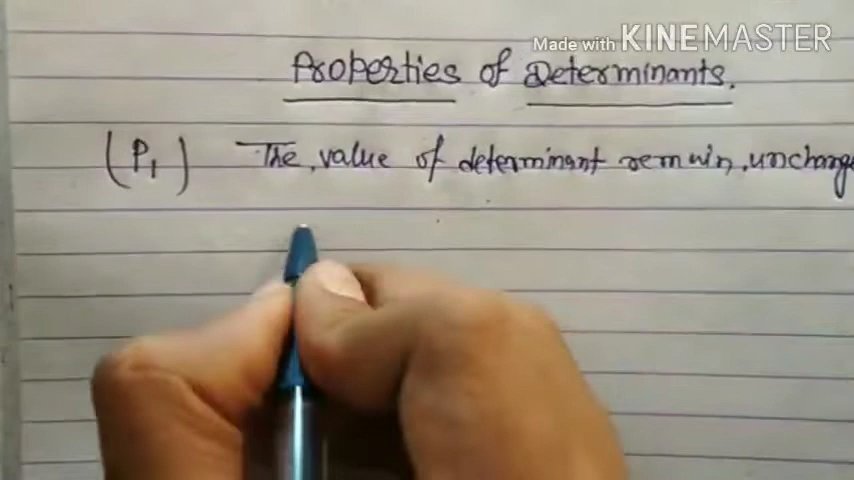 Made with KINEMASTER
Properties of Determinants.
(P1) The value of determinant remain unchange